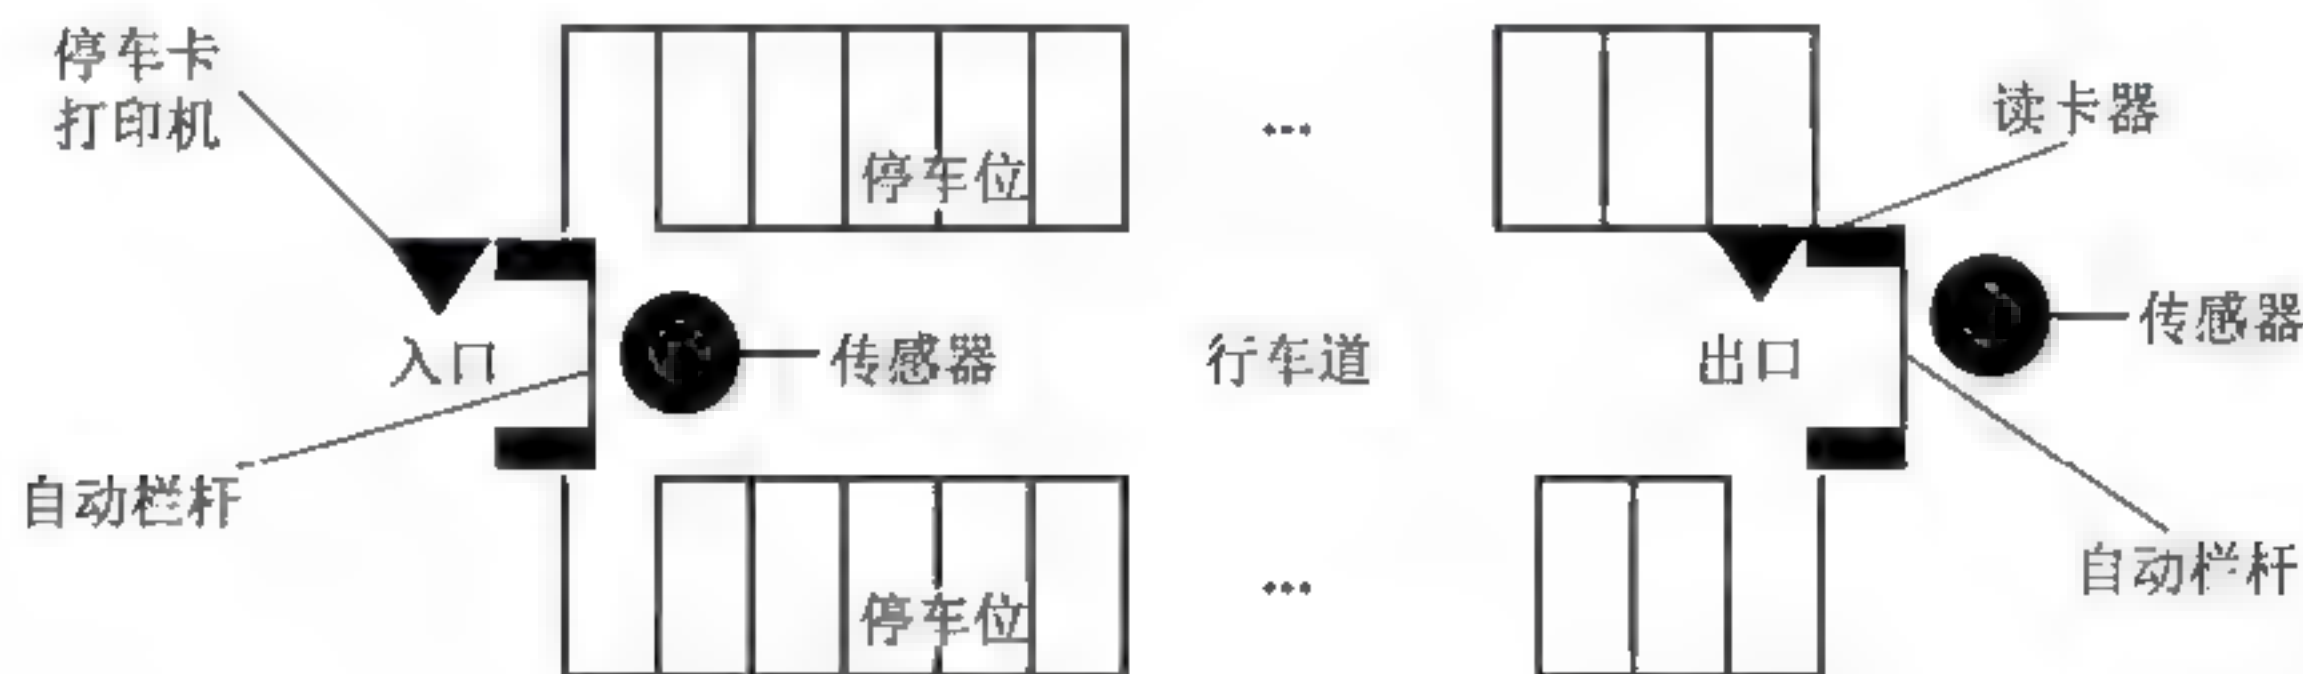 停车卡
打印机
停车位
...
读卡器
入口
传感器
行车道
出口
传感器
自动栏杆
自动栏杆
停车位
...